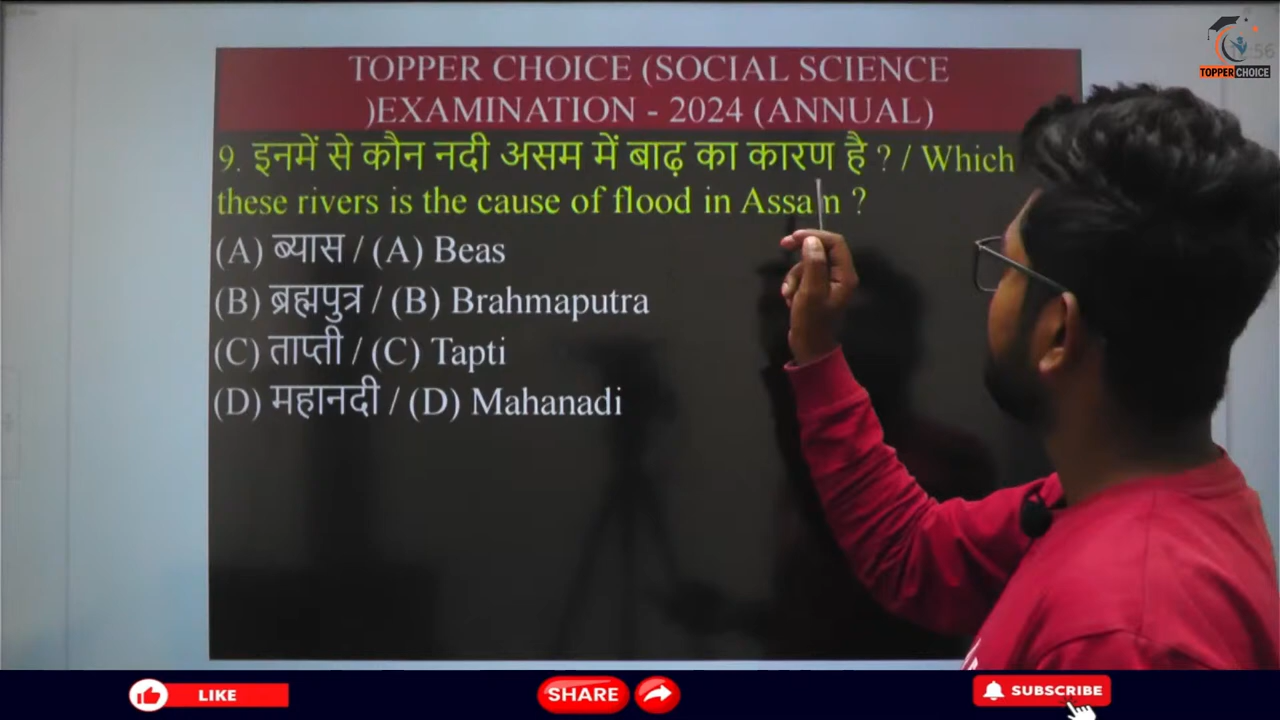 TOPPER CHOICE (SOCIAL SCIENCE
)EXAMINATION - 2024 (ANNUAL)
9. इनमें से कौन नदी असम में बाढ़ का कारण है ? / Which
these rivers is the cause of flood in Assam ?
(A) ब्यास / (A) Beas
(B) ब्रह्मपुत्र / (B) Brahmaputra
(C) ताप्ती / (C) Tapti
(D) महानदी / (D) Mahanadi
TOPPER CHOICE
LIKE
SHARE
SUBSCRIBE